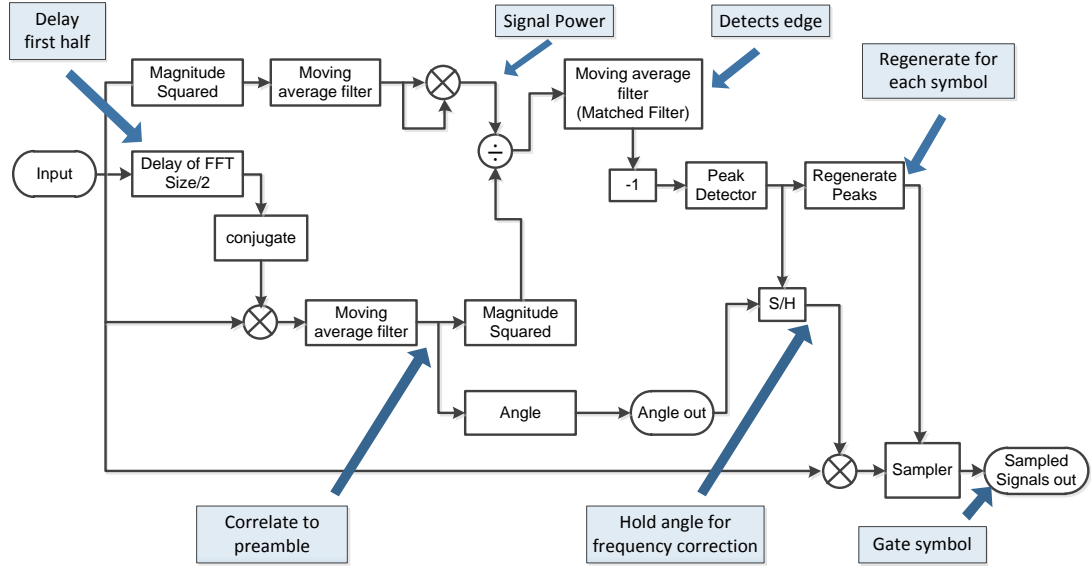 Delay
first half
Signal Power
Detects edge
Regenerate for
each symbol
Magnitude
Squared
Moving
average filter
Moving average
filter
(Matched Filter)
÷
Input
Delay of FFT
Size/2
-1
Peak
Detector
Regenerate
Peaks
conjugate
S/H
Moving
average filter
Magnitude
Squared
Angle
Angle out
Sampler
Sampled
Signals out
Correlate to
preamble
Hold angle for
frequency correction
Gate symbol